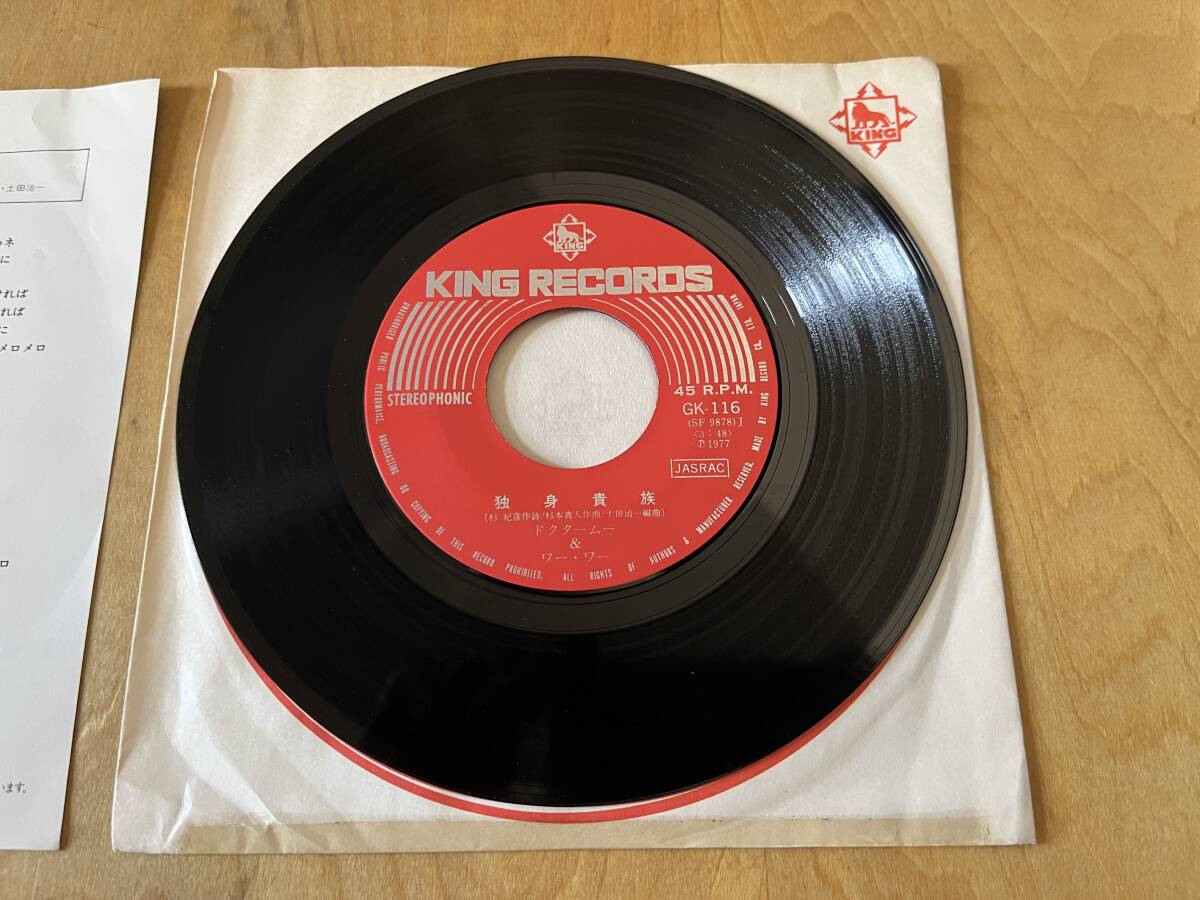 ・土田治一
ネ
に
ければ
れば
に
メロメロ
ロ
います。
KING
KING
KING RECORDS
STEREOPHONIC
45 R.P.M.
GK-116
(SF 9878) J
〈3:48〉
Ⓟ1977
JASRAC
独身貴族
(杉 紀彦作詩/杉本真人作曲/土田治一編曲)
ドクタームー
&
ワー・ワー
UNAUTHORIZED PUBLIC PERFORMANCE, BROADCASTING OR COPYING OF THIS RECORD PROHIBITED. ALL RIGHTS OF AUTHORS & MANUFACTURER RESERVED. MADE BY KING RECORD CO., LTD. JAPAN